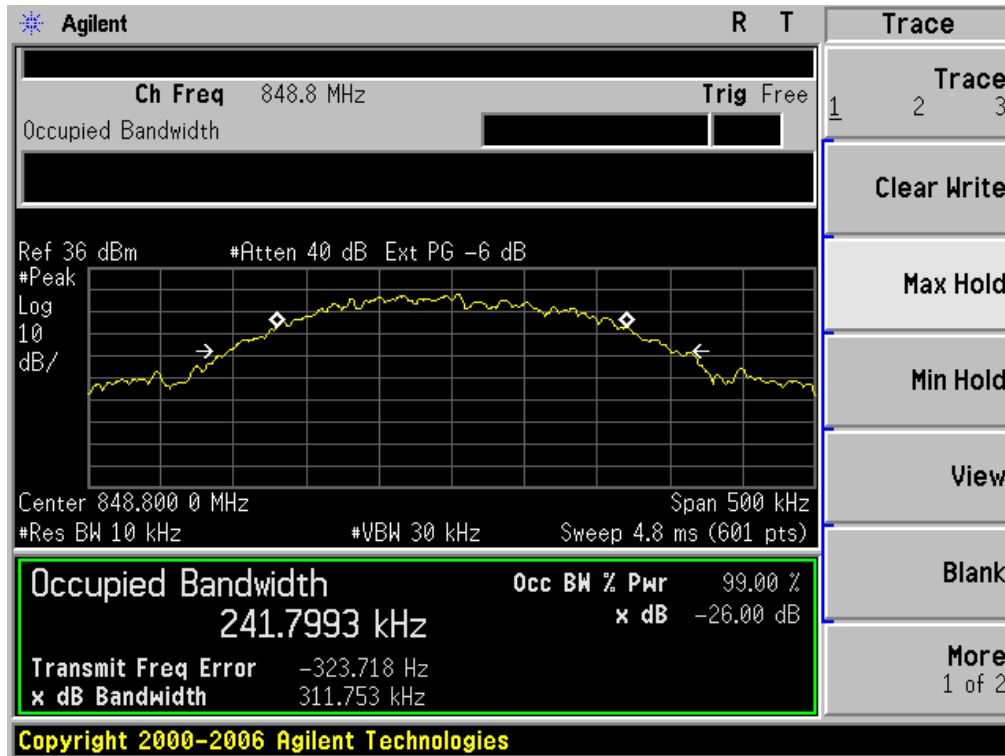 Agilent R T Trace
Ch Freq 848.8 MHz Trig Free
Occupied Bandwidth
Ref 36 dBm #Atten 40 dB Ext PG -6 dB
#Peak
Log
10
dB/
Center 848.800 0 MHz Span 500 kHz
#Res BW 10 kHz #VBW 30 kHz Sweep 4.8 ms (601 pts)
Occupied Bandwidth Occ BW % Pwr 99.00 %
241.7993 kHz x dB -26.00 dB
Transmit Freq Error -323.718 Hz
x dB Bandwidth 311.753 kHz
Copyright 2000-2006 Agilent Technologies
Trace
1 2 3
Clear Write
Max Hold
Min Hold
View
Blank
More
1 of 2